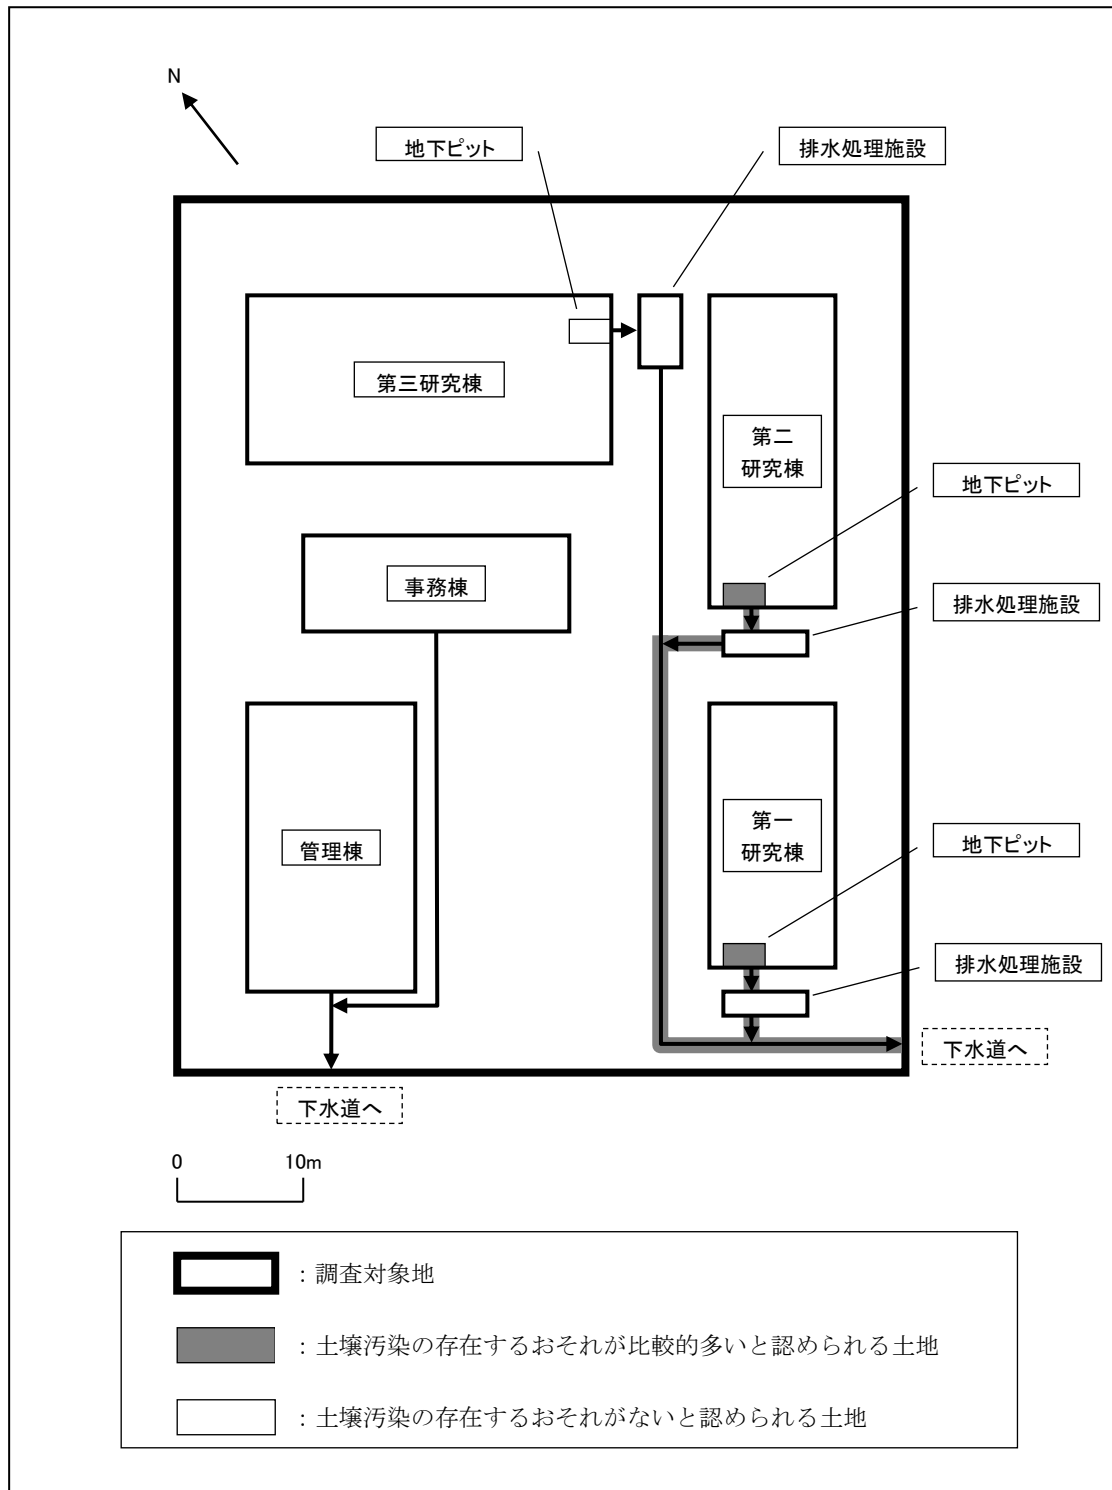 N
地下ピット
排水処理施設
第三研究棟
第二
研究棟
地下ピット
事務棟
排水処理施設
管理棟
第一
研究棟
地下ピット
排水処理施設
下水道へ
下水道へ
0 10m
：調査対象地
：土壌汚染の存在するおそれが比較的多いと認められる土地
：土壌汚染の存在するおそれがないと認められる土地